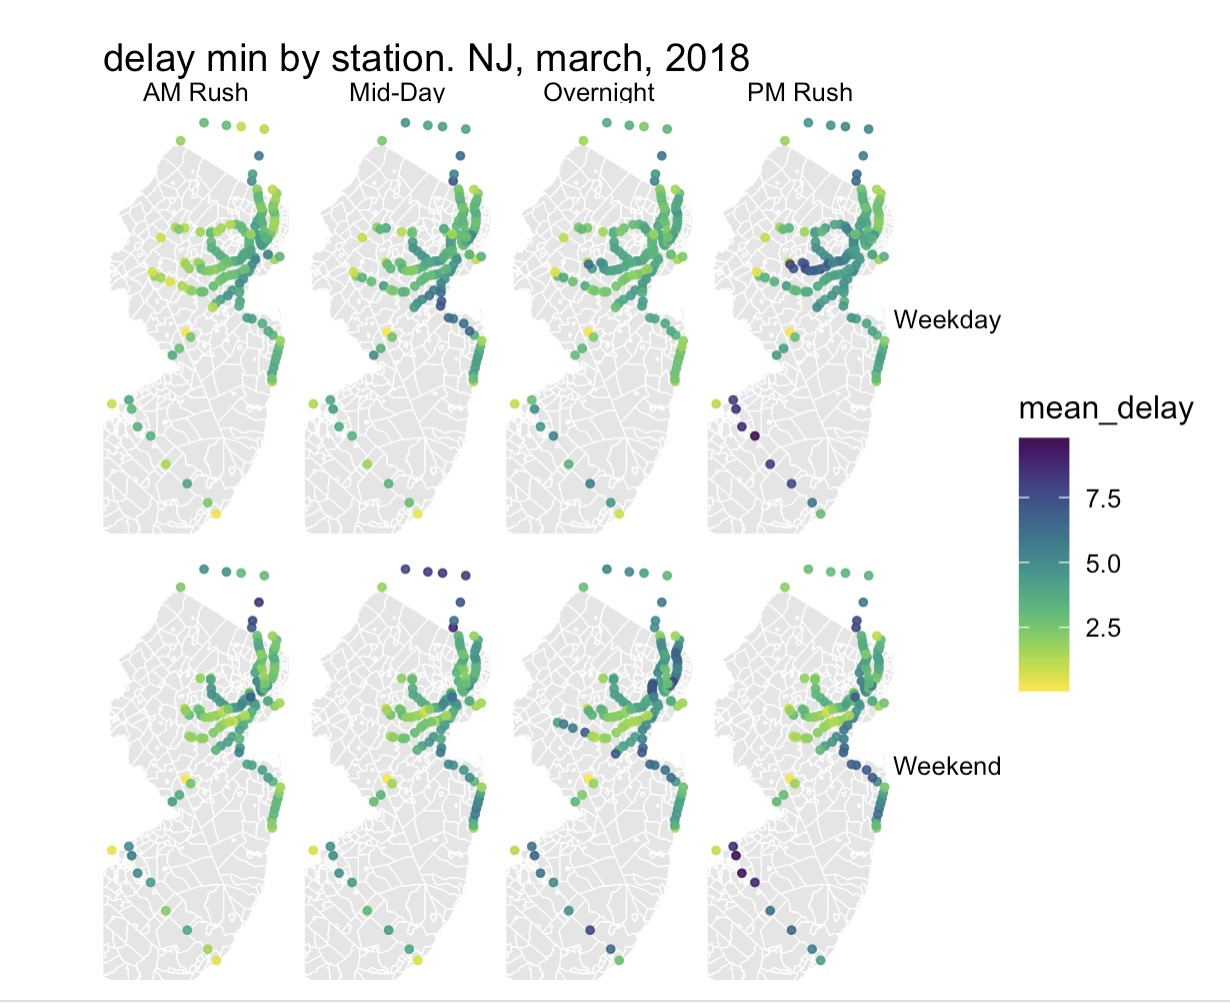 delay min by station. NJ, march, 2018
AM Rush Mid-Day Overnight PM Rush
Weekday
mean_delay
7.5
5.0
2.5
Weekend